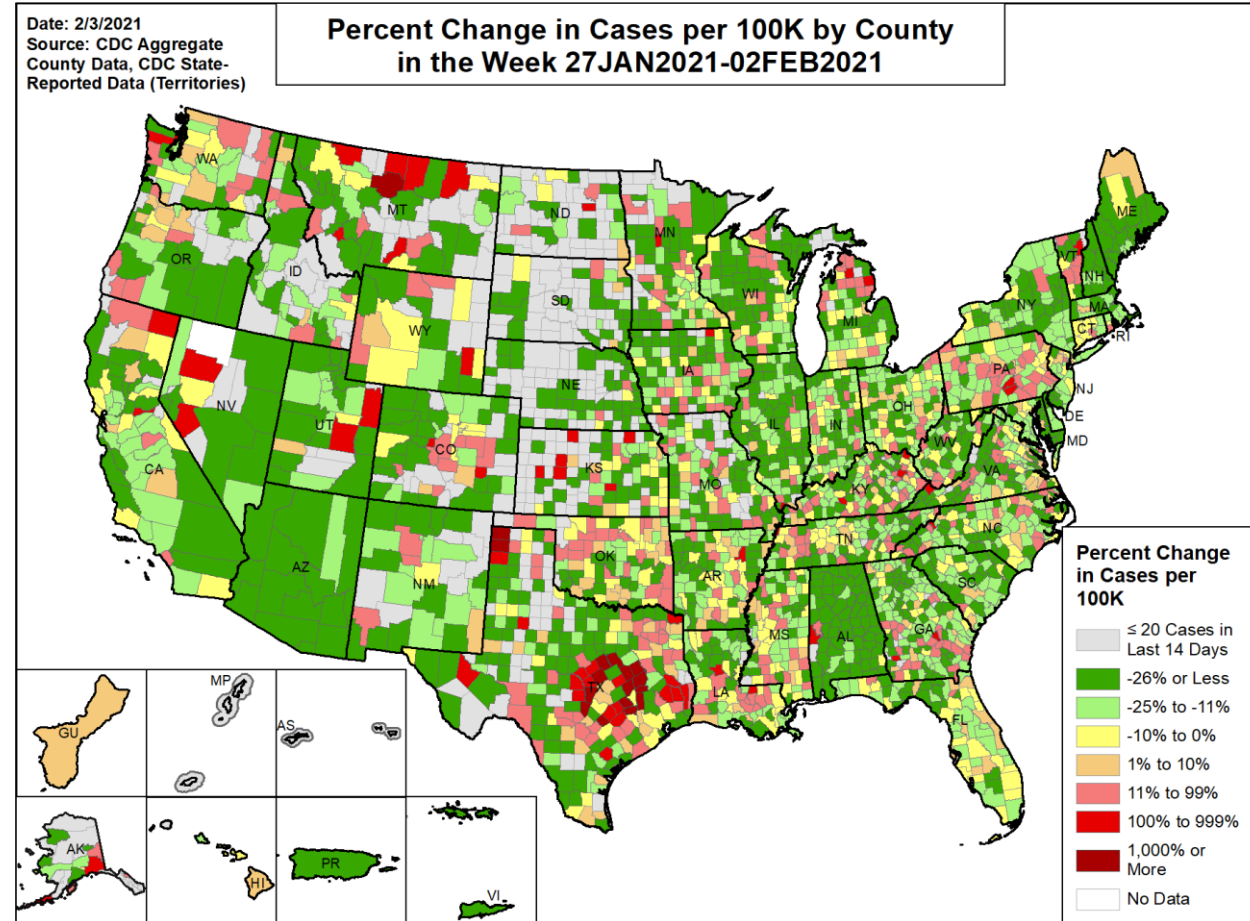 Date: 2/3/2021
Source: CDC Aggregate
County Data, CDC State-
Reported Data (Territories)
Percent Change in Cases per 100K by County
in the Week 27JAN2021-02FEB2021
WA
MT
ND
MN
ME
OR
ID
SD
WI
VT
NH
NY
MA
WY
MI
CT
RI
IA
PA
NE
NJ
NV
OH
UT
IL
IN
DE
CA
CO
WV
MD
KS
MO
VA
KY
NC
AZ
NM
OK
TN
AR
SC
MS
AL
GA
TX
LA
FL
GU
MP
AS
AK
HI
PR
VI
Percent Change
in Cases per
100K
≤ 20 Cases in
Last 14 Days
-26% or Less
-25% to -11%
-10% to 0%
1% to 10%
11% to 99%
100% to 999%
1,000% or
More
No Data